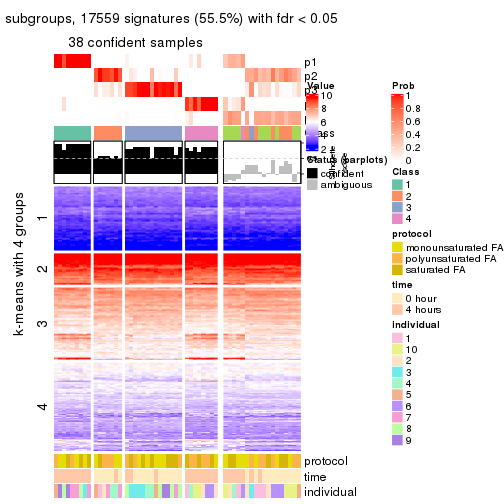 subgroups, 17559 signatures (55.5%) with fdr < 0.05
38 confident samples
p1
p2
Value
10
8
6
4
2
Status (barplots)
confident
ambiguous
Prob
1
0.8
0.6
0.4
0.2
0
Class
1
2
3
4
protocol
monounsaturated FA
polyunsaturated FA
saturated FA
time
0 hour
4 hours
individual
1
10
2
3
4
5
6
7
8
9
k-means with 4 groups
1
2
3
4
protocol
time
individual